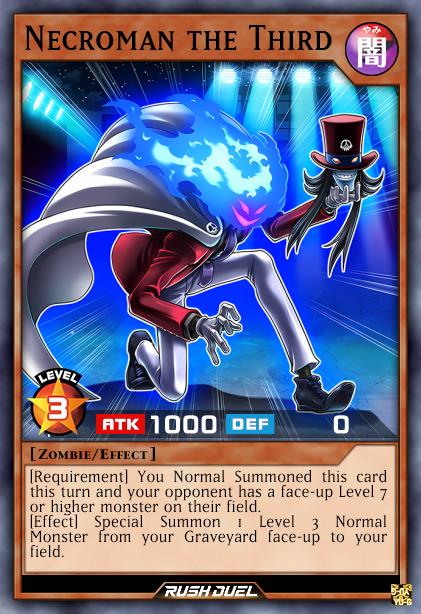 Necroman the Third
やみ
闇
LEVEL
3
ATK 1000 DEF 0
[Zombie/Effect]
[Requirement] You Normal Summoned this card
this turn and your opponent has a face-up Level 7
or higher monster on their field.
[Effect] Special Summon 1 Level 3 Normal
Monster from your Graveyard face-up to your
field.
RUSH DUEL